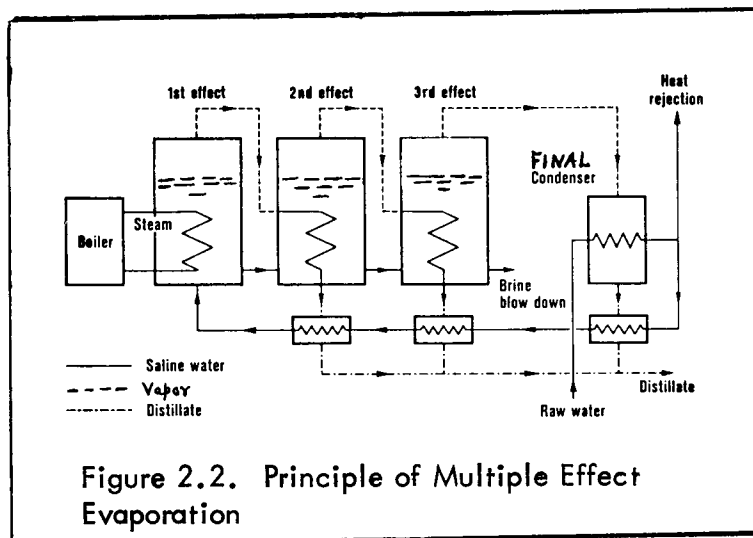 1st effect
2nd effect
3rd effect
Heat
rejection
FINAL
Condenser
Boiler
Steam
Brine
blow down
Saline water
Vapor
Distillate
Raw water
Distillate
Figure 2.2. Principle of Multiple Effect
Evaporation